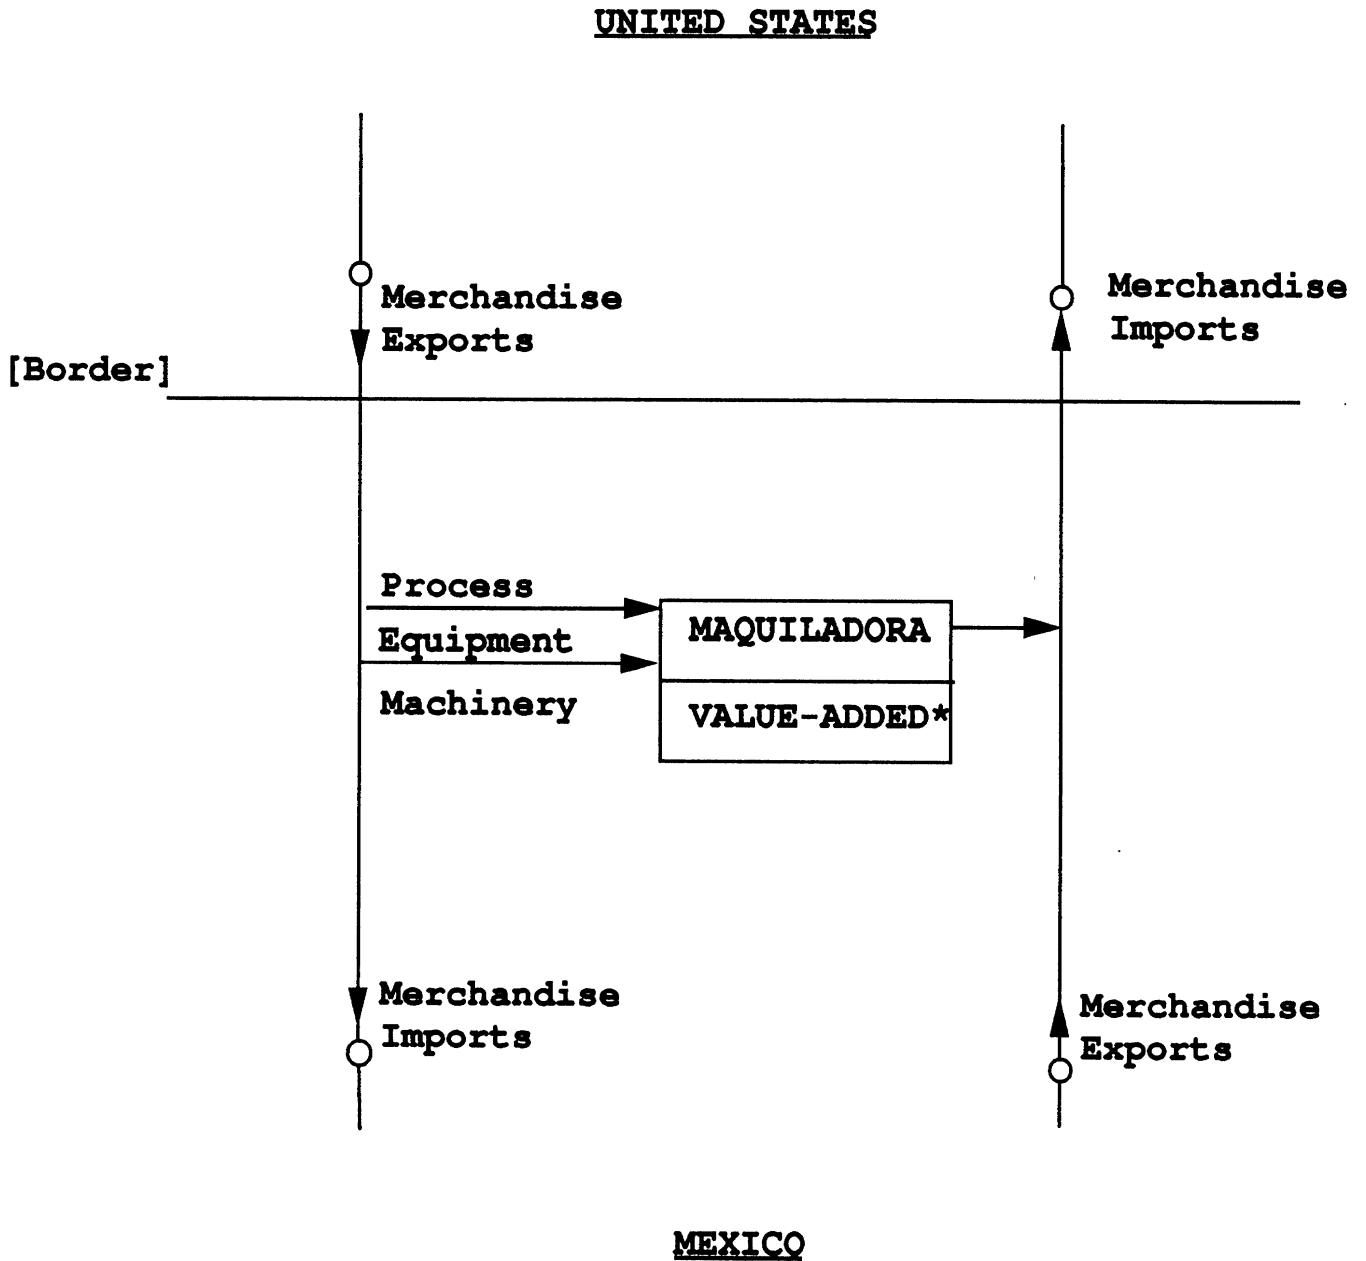 UNITED STATES
Merchandise
Exports
Merchandise
Imports
[Border]
Process
Equipment
Machinery
MAQUILADORA
VALUE-ADDED*
Merchandise
Imports
Merchandise
Exports
MEXICO